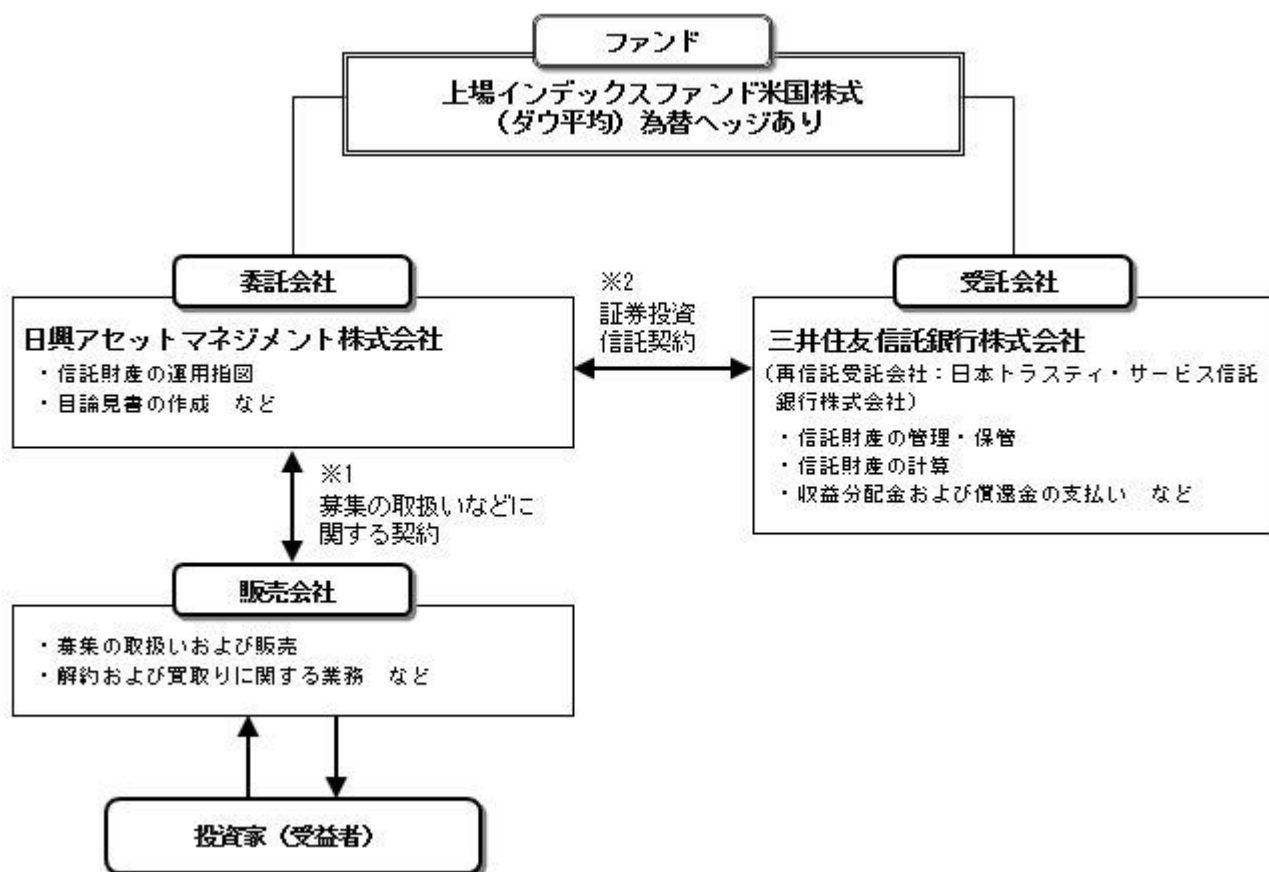 ファンド
上場インデックスファンド米国株式
（ダウ平均）為替ヘッジあり
委託会社
日興アセットマネジメント株式会社
・信託財産の運用指図
・目論見書の作成　など
※2
証券投資
信託契約
受託会社
三井住友信託銀行株式会社
（再信託受託会社：日本トラスティ・サービス信託
銀行株式会社）
・信託財産の管理・保管
・信託財産の計算
・収益分配金および償還金の支払い　など
※1
募集の取扱いなどに
関する契約
販売会社
・募集の取扱いおよび販売
・解約および買取りに関する業務　など
投資家（受益者）